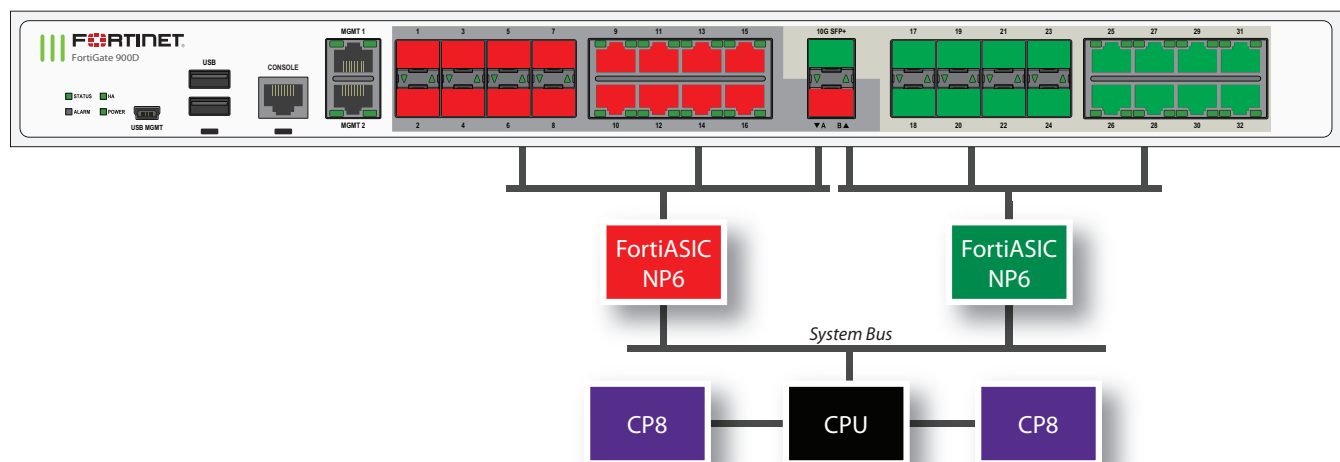 FORTINET
FortiGate 900D
STATUS HA
ALARM POWER
USB MGMT
USB
CONSOLE
MGMT 1
MGMT 2
1 3 5 7
2 4 6 8
9 11 13 15
10 12 14 16
10G SFP+
▼A B▲
17 19 21 23
18 20 22 24
25 27 29 31
26 28 30 32
FortiASIC
NP6
FortiASIC
NP6
System Bus
CP8
CPU
CP8